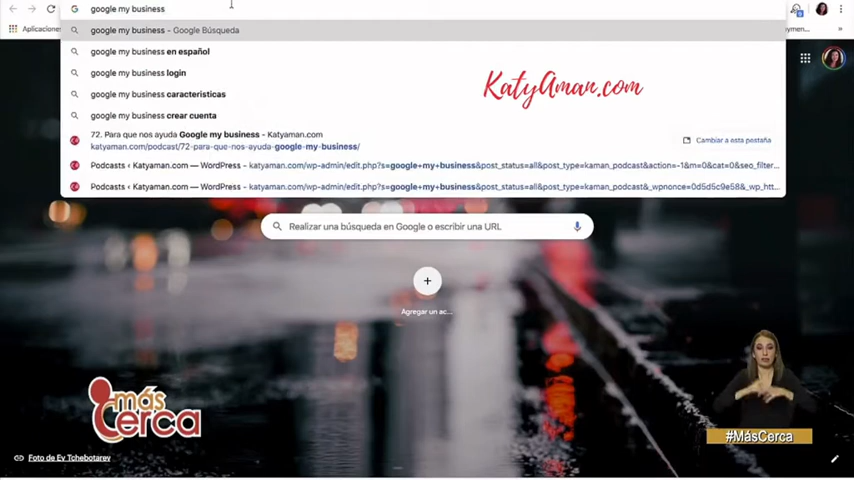 google my business
Aplicaciones
google my business - Google Búsqueda
google my business en español
google my business login
google my business caracteristicas
google my business crear cuenta
72. Para que nos ayuda Google my business - Katyaman.com
katyaman.com/podcast/72-para-que-nos-ayuda-google-my-business/
Cambiar a esta pestaña
Podcasts ‹ Katyaman.com — WordPress - katyaman.com/wp-admin/edit.php?s=google+my+business&post_status=all&post_type=kaman_podcast&action=-1&m=0&cat=0&seo_filter...
Podcasts ‹ Katyaman.com — WordPress - katyaman.com/wp-admin/edit.php?s=google+my+business&post_status=all&post_type=kaman_podcast&_wpnonce=0d5d5c9e58&_wp_htt...
KatyAman.com
Realizar una búsqueda en Google o escribir una URL
Agregar un ac...
más
Cerca
#MásCerca
Foto de Ev Tchebotarev